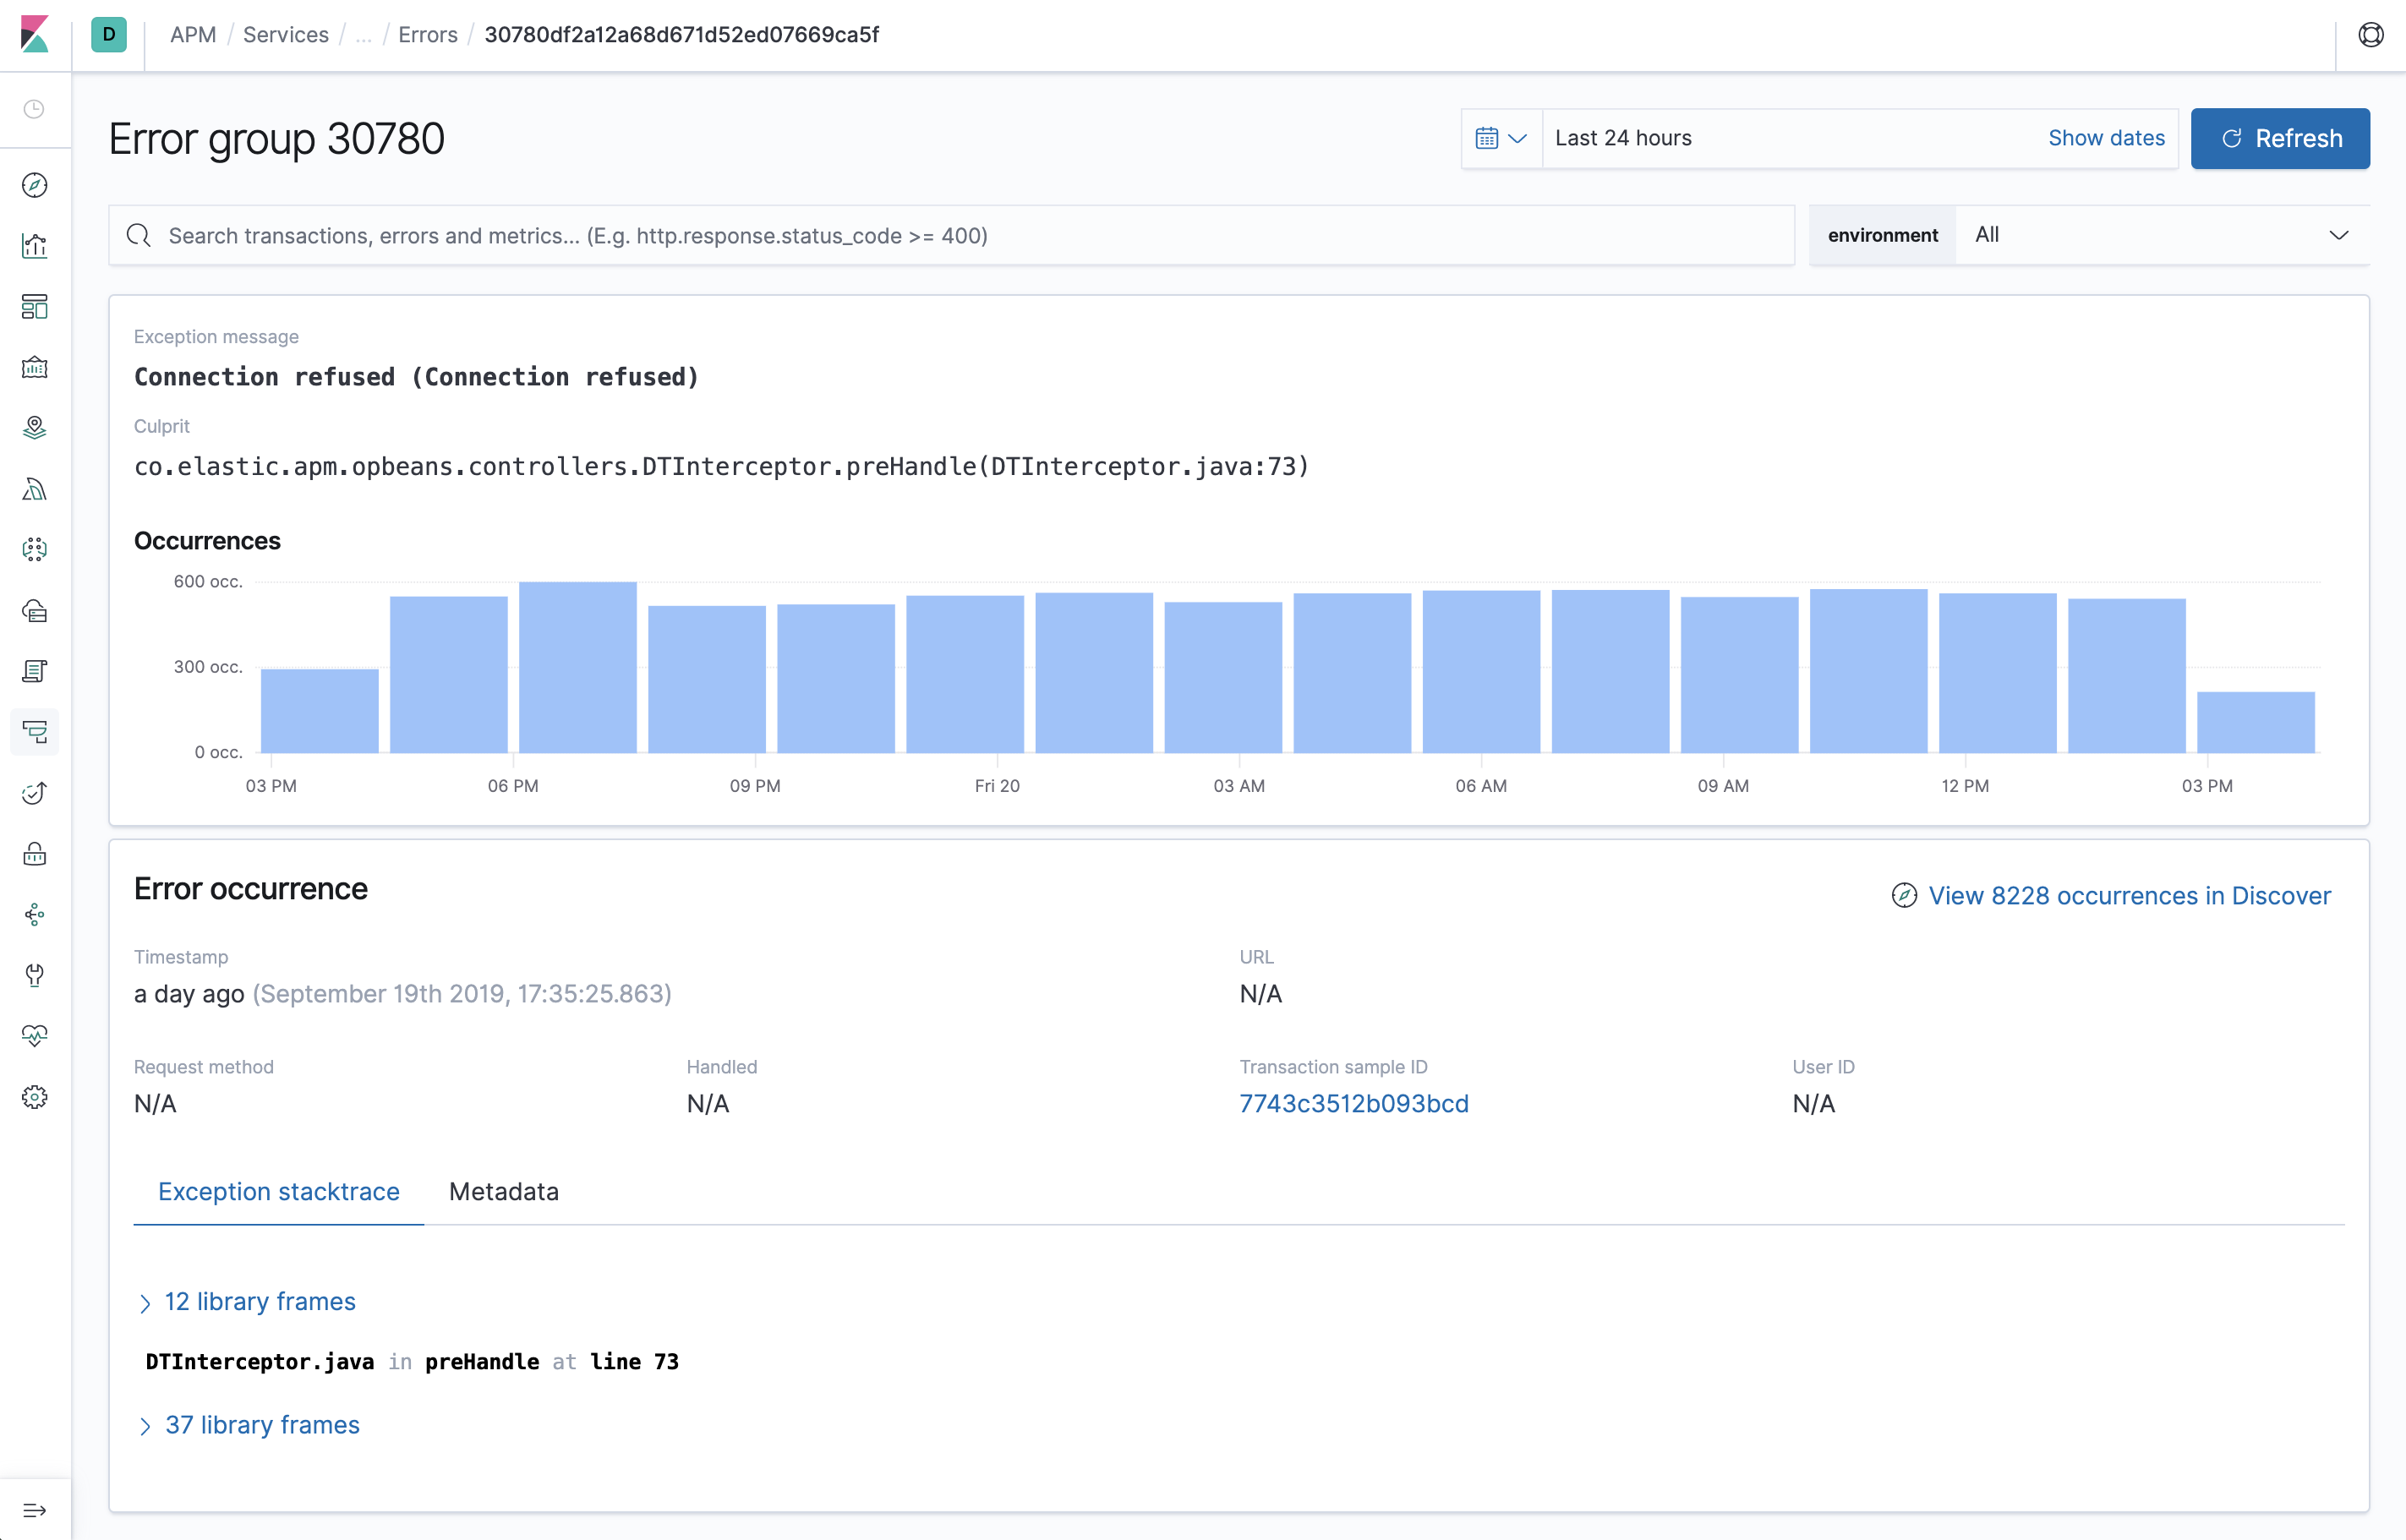 D APM / Services / ... / Errors / 30780df2a12a68d671d52ed07669ca5f
Error group 30780
Last 24 hours Show dates Refresh
Search transactions, errors and metrics... (E.g. http.response.status_code >= 400) environment All
Exception message
Connection refused (Connection refused)
Culprit
co.elastic.apm.opbeans.controllers.DTInterceptor.preHandle(DTInterceptor.java:73)
Occurrences
600 occ.
300 occ.
0 occ.
03 PM 06 PM 09 PM Fri 20 03 AM 06 AM 09 AM 12 PM 03 PM
Error occurrence
View 8228 occurrences in Discover
Timestamp URL
a day ago (September 19th 2019, 17:35:25.863) N/A
Request method Handled Transaction sample ID User ID
N/A N/A 7743c3512b093bcd N/A
Exception stacktrace Metadata
12 library frames
DTInterceptor.java in preHandle at line 73
37 library frames